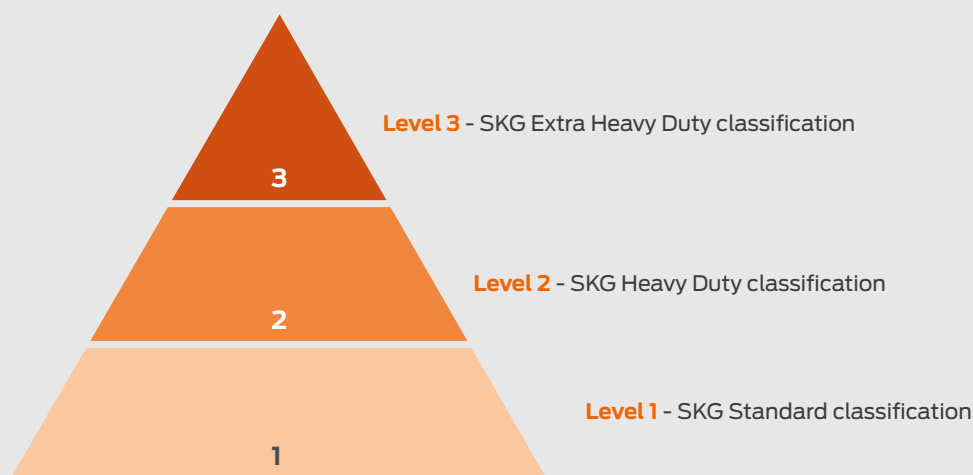 3
Level 3 - SKG Extra Heavy Duty classification
2
Level 2 - SKG Heavy Duty classification
1
Level 1 - SKG Standard classification